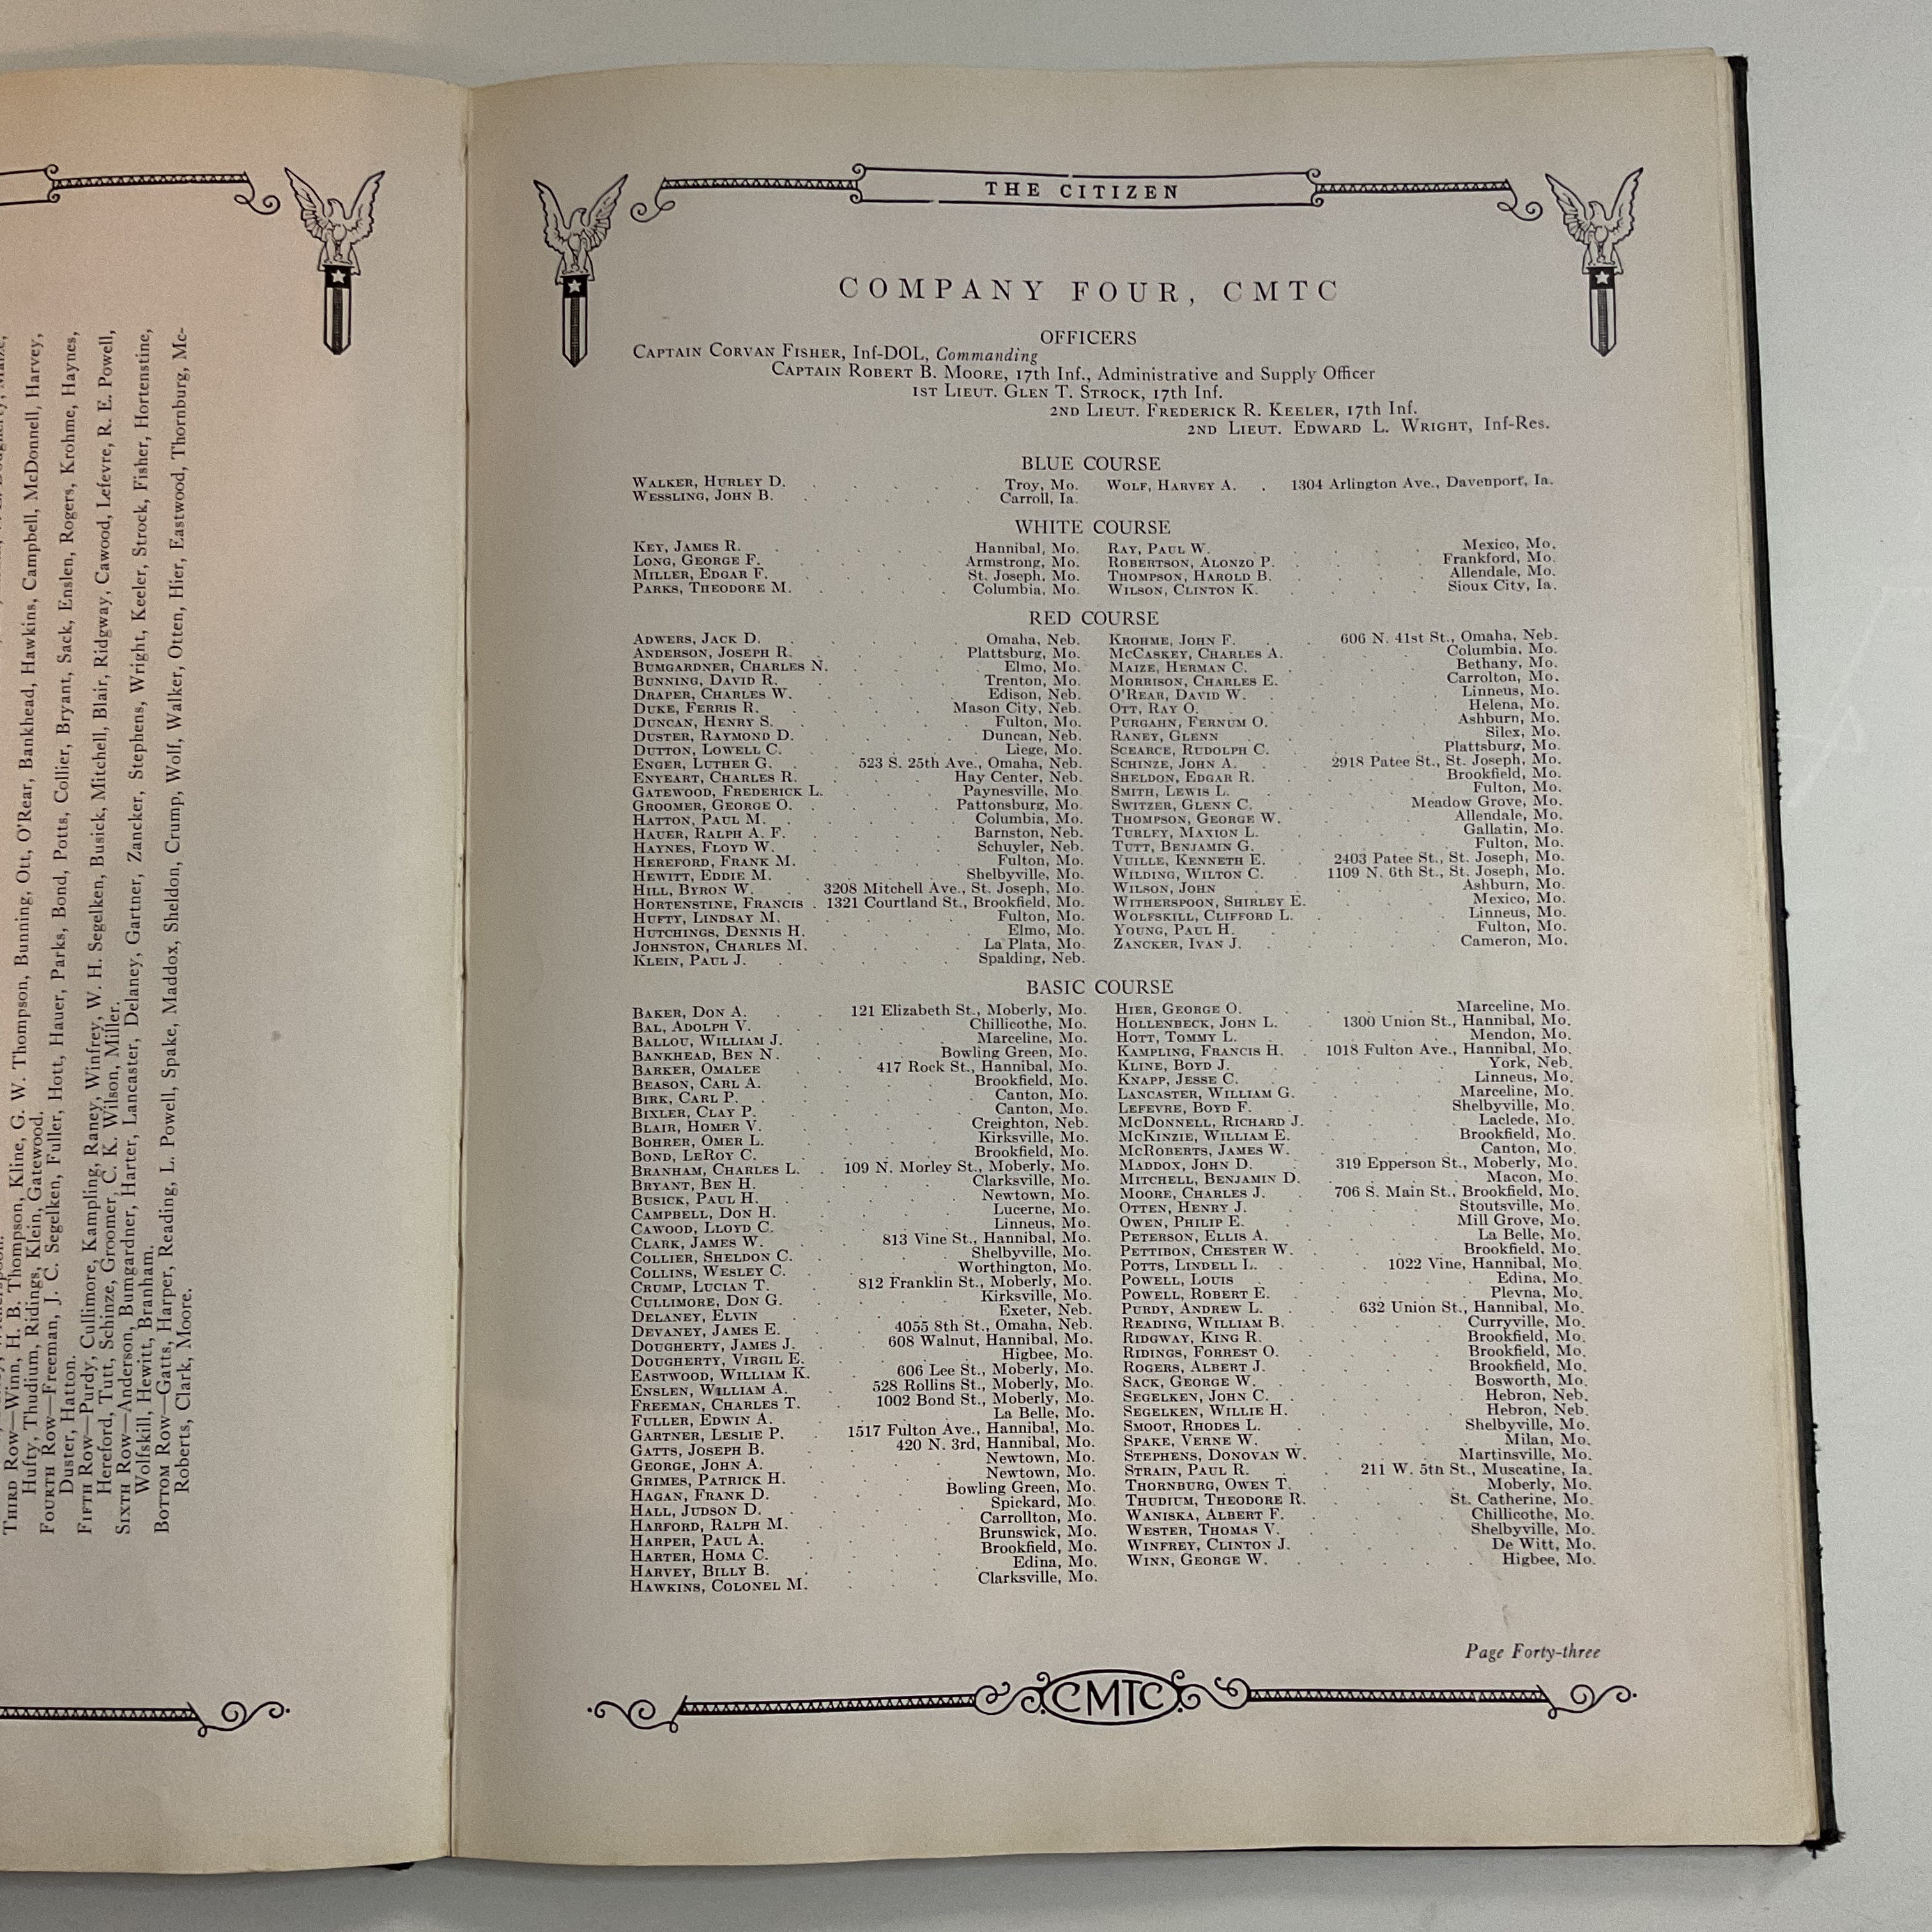 Third Row—Winn, H. B. Thompson, Kline, G. W. Thompson, Bunning, Ott, O'Rear, Bankhead, Hawkins, Campbell, McDonnell, Harvey,
Hufty, Thudium, Ridings, Klein, Gatewood.
Fourth Row—Freeman, J. C. Segelken, Fuller, Hott, Hauer, Parks, Bond, Potts, Collier, Bryant, Sack, Enslen, Rogers, Krohme, Haynes,
Duster, Hatton.
Fifth Row—Purdy, Cullimore, Kampling, Raney, Winfrey, W. H. Segelken, Busick, Mitchell, Blair, Ridgway, Cawood, Lefevre, R. E. Powell,
Hereford, Tutt, Schinze, Groomer, C. K. Wilson, Miller.
Sixth Row—Anderson, Bumgardner, Harter, Lancaster, Delaney, Gartner, Zancker, Stephens, Wright, Keeler, Strock, Fisher, Hortenstine,
Wolfskill, Hewitt, Branham.
Bottom Row—Gatts, Harper, Reading, L. Powell, Spake, Maddox, Sheldon, Crump, Wolf, Walker, Otten, Hier, Eastwood, Thornburg, Mc-
Roberts, Clark, Moore.
THE CITIZEN
COMPANY FOUR, CMTC
OFFICERS
Captain Corvan Fisher, Inf-DOL, Commanding
Captain Robert B. Moore, 17th Inf., Administrative and Supply Officer
1st Lieut. Glen T. Strock, 17th Inf.
2nd Lieut. Frederick R. Keeler, 17th Inf.
2nd Lieut. Edward L. Wright, Inf-Res.
BLUE COURSE
Walker, Hurley D. Troy, Mo. Wolf, Harvey A. 1304 Arlington Ave., Davenport, Ia.
Wessling, John B. Carroll, Ia.
WHITE COURSE
Key, James R. Hannibal, Mo. Ray, Paul W. Mexico, Mo.
Long, George F. Armstrong, Mo. Robertson, Alonzo P. Frankford, Mo.
Miller, Edgar F. St. Joseph, Mo. Thompson, Harold B. Allendale, Mo.
Parks, Theodore M. Columbia, Mo. Wilson, Clinton K. Sioux City, Ia.
RED COURSE
Adwers, Jack D. Omaha, Neb. Krohme, John F. 606 N. 41st St., Omaha, Neb.
Anderson, Joseph R. Plattsburg, Mo. McCaskey, Charles A. Columbia, Mo.
Bumgardner, Charles N. Elmo, Mo. Maize, Herman C. Bethany, Mo.
Bunning, David R. Trenton, Mo. Morrison, Charles E. Carrolton, Mo.
Draper, Charles W. Edison, Neb. O'Rear, David W. Linneus, Mo.
Duke, Ferris R. Mason City, Neb. Ott, Ray O. Helena, Mo.
Duncan, Henry S. Fulton, Mo. Purgahn, Fernum O. Ashburn, Mo.
Duster, Raymond D. Duncan, Neb. Raney, Glenn Silex, Mo.
Dutton, Lowell C. Liege, Mo. Scearce, Rudolph C. Plattsburg, Mo.
Enger, Luther G. 523 S. 25th Ave., Omaha, Neb. Schinze, John A. 2918 Patee St., St. Joseph, Mo.
Enyeart, Charles R. Hay Center, Neb. Sheldon, Edgar R. Brookfield, Mo.
Gatewood, Frederick L. Paynesville, Mo. Smith, Lewis L. Fulton, Mo.
Groomer, George O. Pattonsburg, Mo. Switzer, Glenn C. Meadow Grove, Mo.
Hatton, Paul M. Columbia, Mo. Thompson, George W. Allendale, Mo.
Hauer, Ralph A. F. Barnston, Neb. Turley, Maxion L. Gallatin, Mo.
Haynes, Floyd W. Schuyler, Neb. Tutt, Benjamin G. Fulton, Mo.
Hereford, Frank M. Fulton, Mo. Vuille, Kenneth E. 2403 Patee St., St. Joseph, Mo.
Hewitt, Eddie M. Shelbyville, Mo. Wilding, Wilton C. 1109 N. 6th St., St. Joseph, Mo.
Hill, Byron W. 3208 Mitchell Ave., St. Joseph, Mo. Wilson, John Ashburn, Mo.
Hortenstine, Francis 1321 Courtland St., Brookfield, Mo. Witherspoon, Shirley E. Mexico, Mo.
Hufty, Lindsay M. Fulton, Mo. Wolfskill, Clifford L. Linneus, Mo.
Hutchings, Dennis H. Elmo, Mo. Young, Paul H. Fulton, Mo.
Johnston, Charles M. La Plata, Mo. Zancker, Ivan J. Cameron, Mo.
Klein, Paul J. Spalding, Neb.
BASIC COURSE
Baker, Don A. 121 Elizabeth St., Moberly, Mo. Hier, George O. Marceline, Mo.
Bal, Adolph V. Chillicothe, Mo. Hollenbeck, John L. 1300 Union St., Hannibal, Mo.
Ballou, William J. Marceline, Mo. Hott, Tommy L. Mendon, Mo.
Bankhead, Ben N. Bowling Green, Mo. Kampling, Francis H. 1018 Fulton Ave., Hannibal, Mo.
Barker, Omalee 417 Rock St., Hannibal, Mo. Kline, Boyd J. York, Neb.
Beason, Carl A. Brookfield, Mo. Knapp, Jesse C. Linneus, Mo.
Birk, Carl P. Canton, Mo. Lancaster, William G. Marceline, Mo.
Bixler, Clay P. Canton, Mo. Lefevre, Boyd F. Shelbyville, Mo.
Blair, Homer V. Creighton, Neb. McDonnell, Richard J. Laclede, Mo.
Bohrer, Omer L. Kirksville, Mo. McKinzie, William E. Brookfield, Mo.
Bond, LeRoy C. Brookfield, Mo. McRoberts, James W. Canton, Mo.
Branham, Charles L. 109 N. Morley St., Moberly, Mo. Maddox, John D. 319 Epperson St., Moberly, Mo.
Bryant, Ben H. Clarksville, Mo. Mitchell, Benjamin D. Macon, Mo.
Busick, Paul H. Newtown, Mo. Moore, Charles J. 706 S. Main St., Brookfield, Mo.
Campbell, Don H. Lucerne, Mo. Otten, Henry J. Stoutsville, Mo.
Cawood, Lloyd C. Linneus, Mo. Owen, Philip E. Mill Grove, Mo.
Clark, James W. 813 Vine St., Hannibal, Mo. Peterson, Ellis A. La Belle, Mo.
Collier, Sheldon C. Shelbyville, Mo. Pettibon, Chester W. Brookfield, Mo.
Collins, Wesley C. Worthington, Mo. Potts, Lindell L. 1022 Vine, Hannibal, Mo.
Crump, Lucian T. 812 Franklin St., Moberly, Mo. Powell, Louis Edina, Mo.
Cullimore, Don G. Kirksville, Mo. Powell, Robert E. Plevna, Mo.
Delaney, Elvin Exeter, Neb. Purdy, Andrew L. 632 Union St., Hannibal, Mo.
Devaney, James E. 4055 8th St., Omaha, Neb. Reading, William B. Curryville, Mo.
Dougherty, James J. 608 Walnut, Hannibal, Mo. Ridgway, King R. Brookfield, Mo.
Dougherty, Virgil E. Higbee, Mo. Ridings, Forrest O. Brookfield, Mo.
Eastwood, William K. 606 Lee St., Moberly, Mo. Rogers, Albert J. Brookfield, Mo.
Enslen, William A. 528 Rollins St., Moberly, Mo. Sack, George W. Bosworth, Mo.
Freeman, Charles T. 1002 Bond St., Moberly, Mo. Segelken, John C. Hebron, Neb.
Fuller, Edwin A. La Belle, Mo. Segelken, Willie H. Hebron, Neb.
Gartner, Leslie P. 1517 Fulton Ave., Hannibal, Mo. Smoot, Rhodes L. Shelbyville, Mo.
Gatts, Joseph B. 420 N. 3rd, Hannibal, Mo. Spake, Verne W. Milan, Mo.
George, John A. Newtown, Mo. Stephens, Donovan W. Martinsville, Mo.
Grimes, Patrick H. Newtown, Mo. Strain, Paul R. 211 W. 5th St., Muscatine, Ia.
Hagan, Frank D. Bowling Green, Mo. Thornburg, Owen T. Moberly, Mo.
Hall, Judson D. Spickard, Mo. Thudium, Theodore R. St. Catherine, Mo.
Harford, Ralph M. Carrollton, Mo. Waniska, Albert F. Chillicothe, Mo.
Harper, Paul A. Brunswick, Mo. Wester, Thomas V. Shelbyville, Mo.
Harter, Homa C. Brookfield, Mo. Winfrey, Clinton J. De Witt, Mo.
Harvey, Billy B. Edina, Mo. Winn, George W. Higbee, Mo.
Hawkins, Colonel M. Clarksville, Mo.
Page Forty-three
CMTC